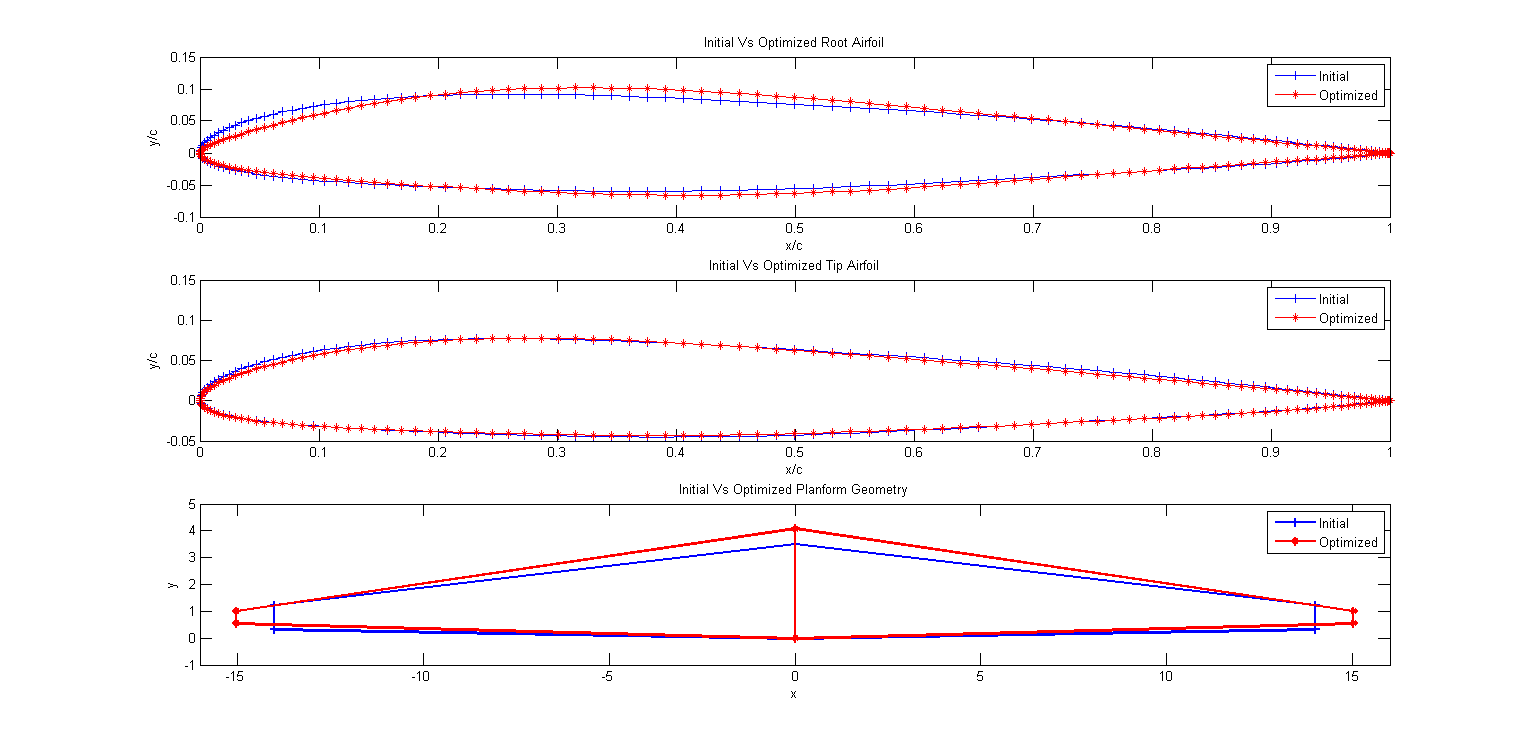 Initial Vs Optimized Root Airfoil
0.15
0.1
0.05
0
-0.05
-0.1
y/c
Initial
Optimized
0 0.1 0.2 0.3 0.4 0.5 0.6 0.7 0.8 0.9 1
x/c
Initial Vs Optimized Tip Airfoil
0.15
0.1
0.05
0
-0.05
y/c
Initial
Optimized
0 0.1 0.2 0.3 0.4 0.5 0.6 0.7 0.8 0.9 1
x/c
Initial Vs Optimized Planform Geometry
5
4
3
2
1
0
-1
y
Initial
Optimized
-15 -10 -5 0 5 10 15
x